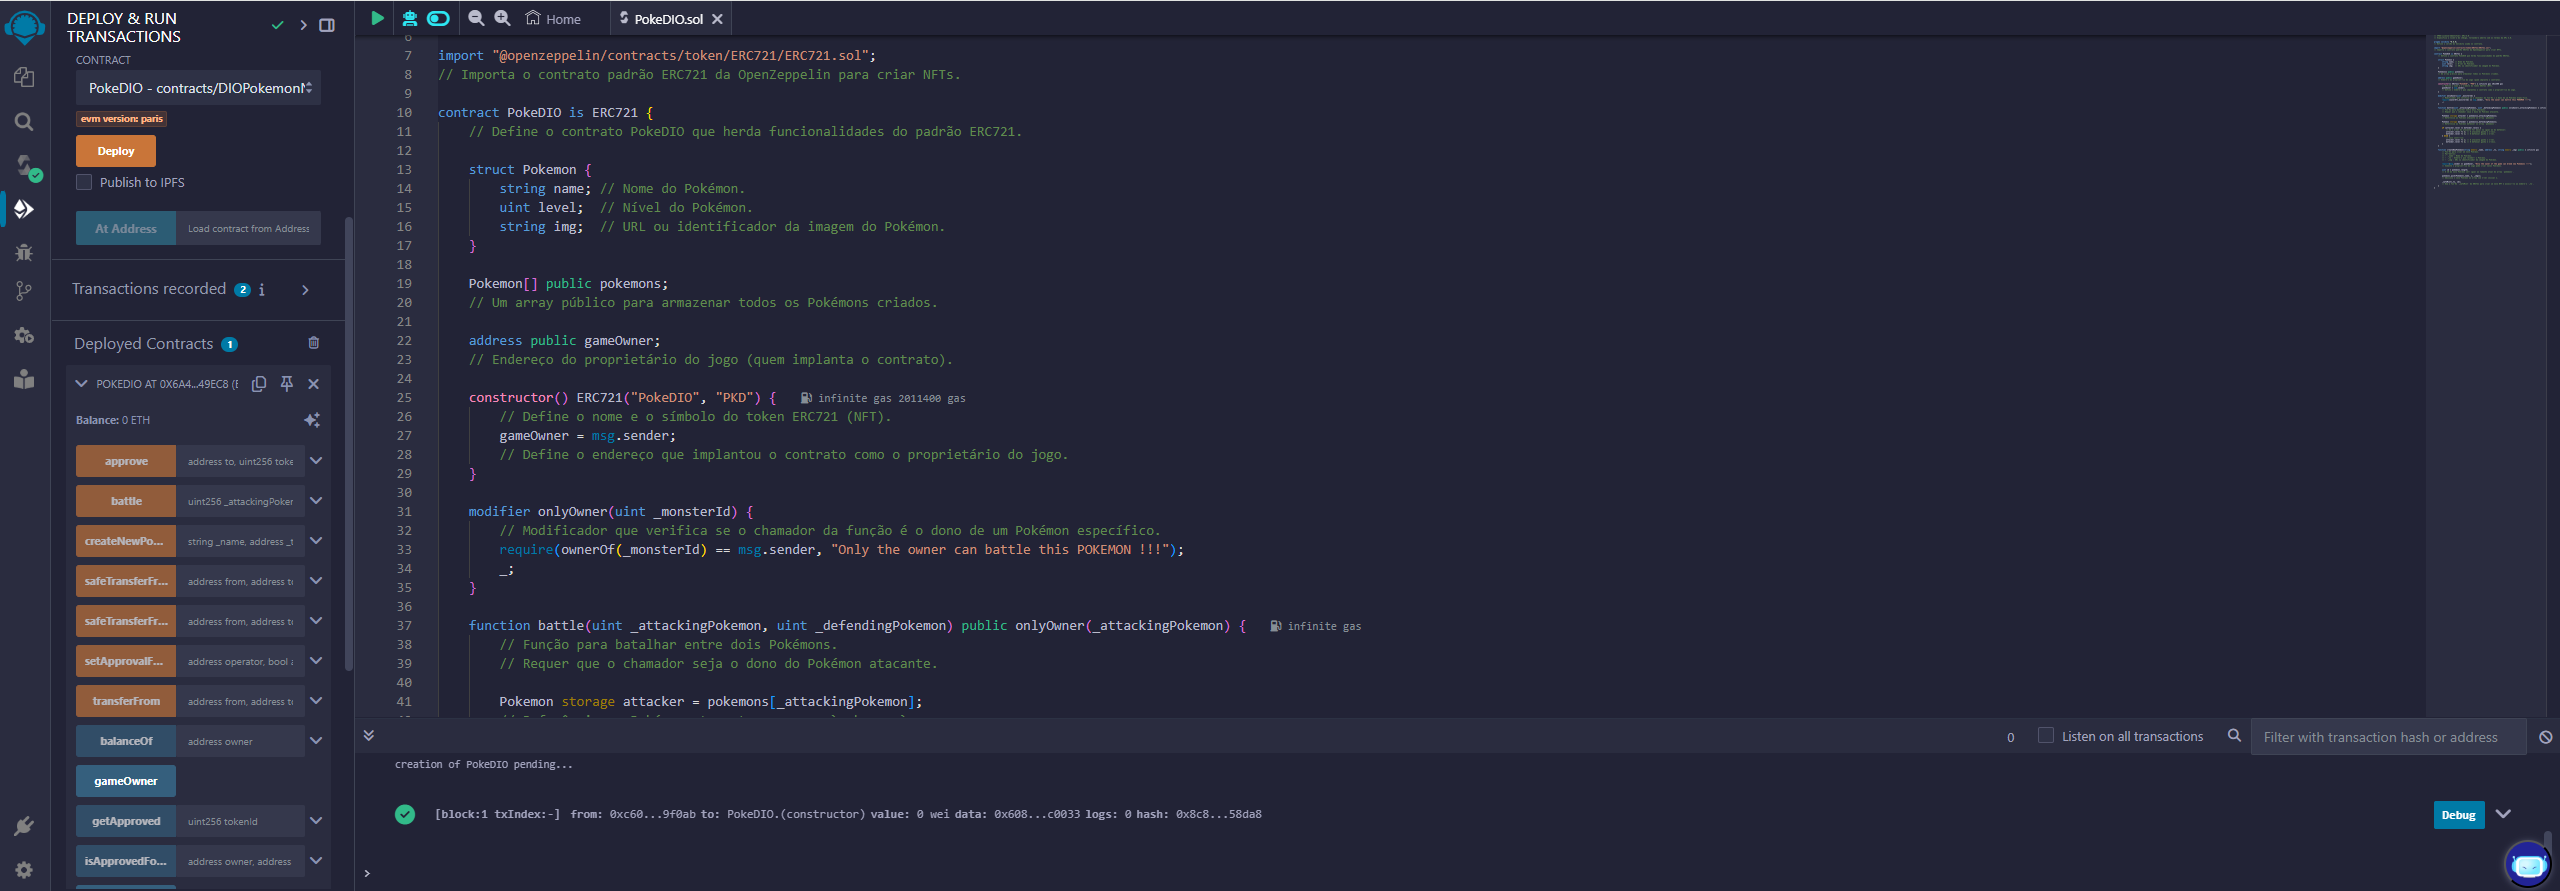 DEPLOY & RUN
TRANSACTIONS
CONTRACT
PokeDIO - contracts/DIOPokemonN
evm version: paris
Deploy
Publish to IPFS
At Address
Load contract from Address
Transactions recorded 2 i
Deployed Contracts 1
POKEDIO AT 0X6A4...49EC8 (
Balance: 0 ETH
approve
address to, uint256 toke
battle
uint256 _attackingPoker
createNewPo...
string _name, address _t
safeTransferFr...
address from, address to
safeTransferFr...
address from, address to
setApprovalF...
address operator, bool a
transferFrom
address from, address to
balanceOf
address owner
gameOwner
getApproved
uint256 tokenId
isApprovedFo...
address owner, address
Home
PokeDIO.sol
6
7 import "@openzeppelin/contracts/token/ERC721/ERC721.sol";
8 // Importa o contrato padrão ERC721 da OpenZeppelin para criar NFTs.
9
10 contract PokeDIO is ERC721 {
11 // Define o contrato PokeDIO que herda funcionalidades do padrão ERC721.
12
13 struct Pokemon {
14 string name; // Nome do Pokémon.
15 uint level; // Nível do Pokémon.
16 string img; // URL ou identificador da imagem do Pokémon.
17 }
18
19 Pokemon[] public pokemons;
20 // Um array público para armazenar todos os Pokémons criados.
21
22 address public gameOwner;
23 // Endereço do proprietário do jogo (quem implanta o contrato).
24
25 constructor() ERC721("PokeDIO", "PKD") { infinite gas 2011400 gas
26 // Define o nome e o símbolo do token ERC721 (NFT).
27 gameOwner = msg.sender;
28 // Define o endereço que implantou o contrato como o proprietário do jogo.
29 }
30
31 modifier onlyOwner(uint _monsterId) {
32 // Modificador que verifica se o chamador da função é o dono de um Pokémon específico.
33 require(ownerOf(_monsterId) == msg.sender, "Only the owner can battle this POKEMON !!!");
34 _;
35 }
36
37 function battle(uint _attackingPokemon, uint _defendingPokemon) public onlyOwner(_attackingPokemon) { infinite gas
38 // Função para batalhar entre dois Pokémons.
39 // Requer que o chamador seja o dono do Pokémon atacante.
40
41 Pokemon storage attacker = pokemons[_attackingPokemon];
0
Listen on all transactions
Filter with transaction hash or address
creation of PokeDIO pending...
[block:1 txIndex:-] from: 0xc60...9f0ab to: PokeDIO.(constructor) value: 0 wei data: 0x608...c0033 logs: 0 hash: 0x8c8...58da8
Debug
>